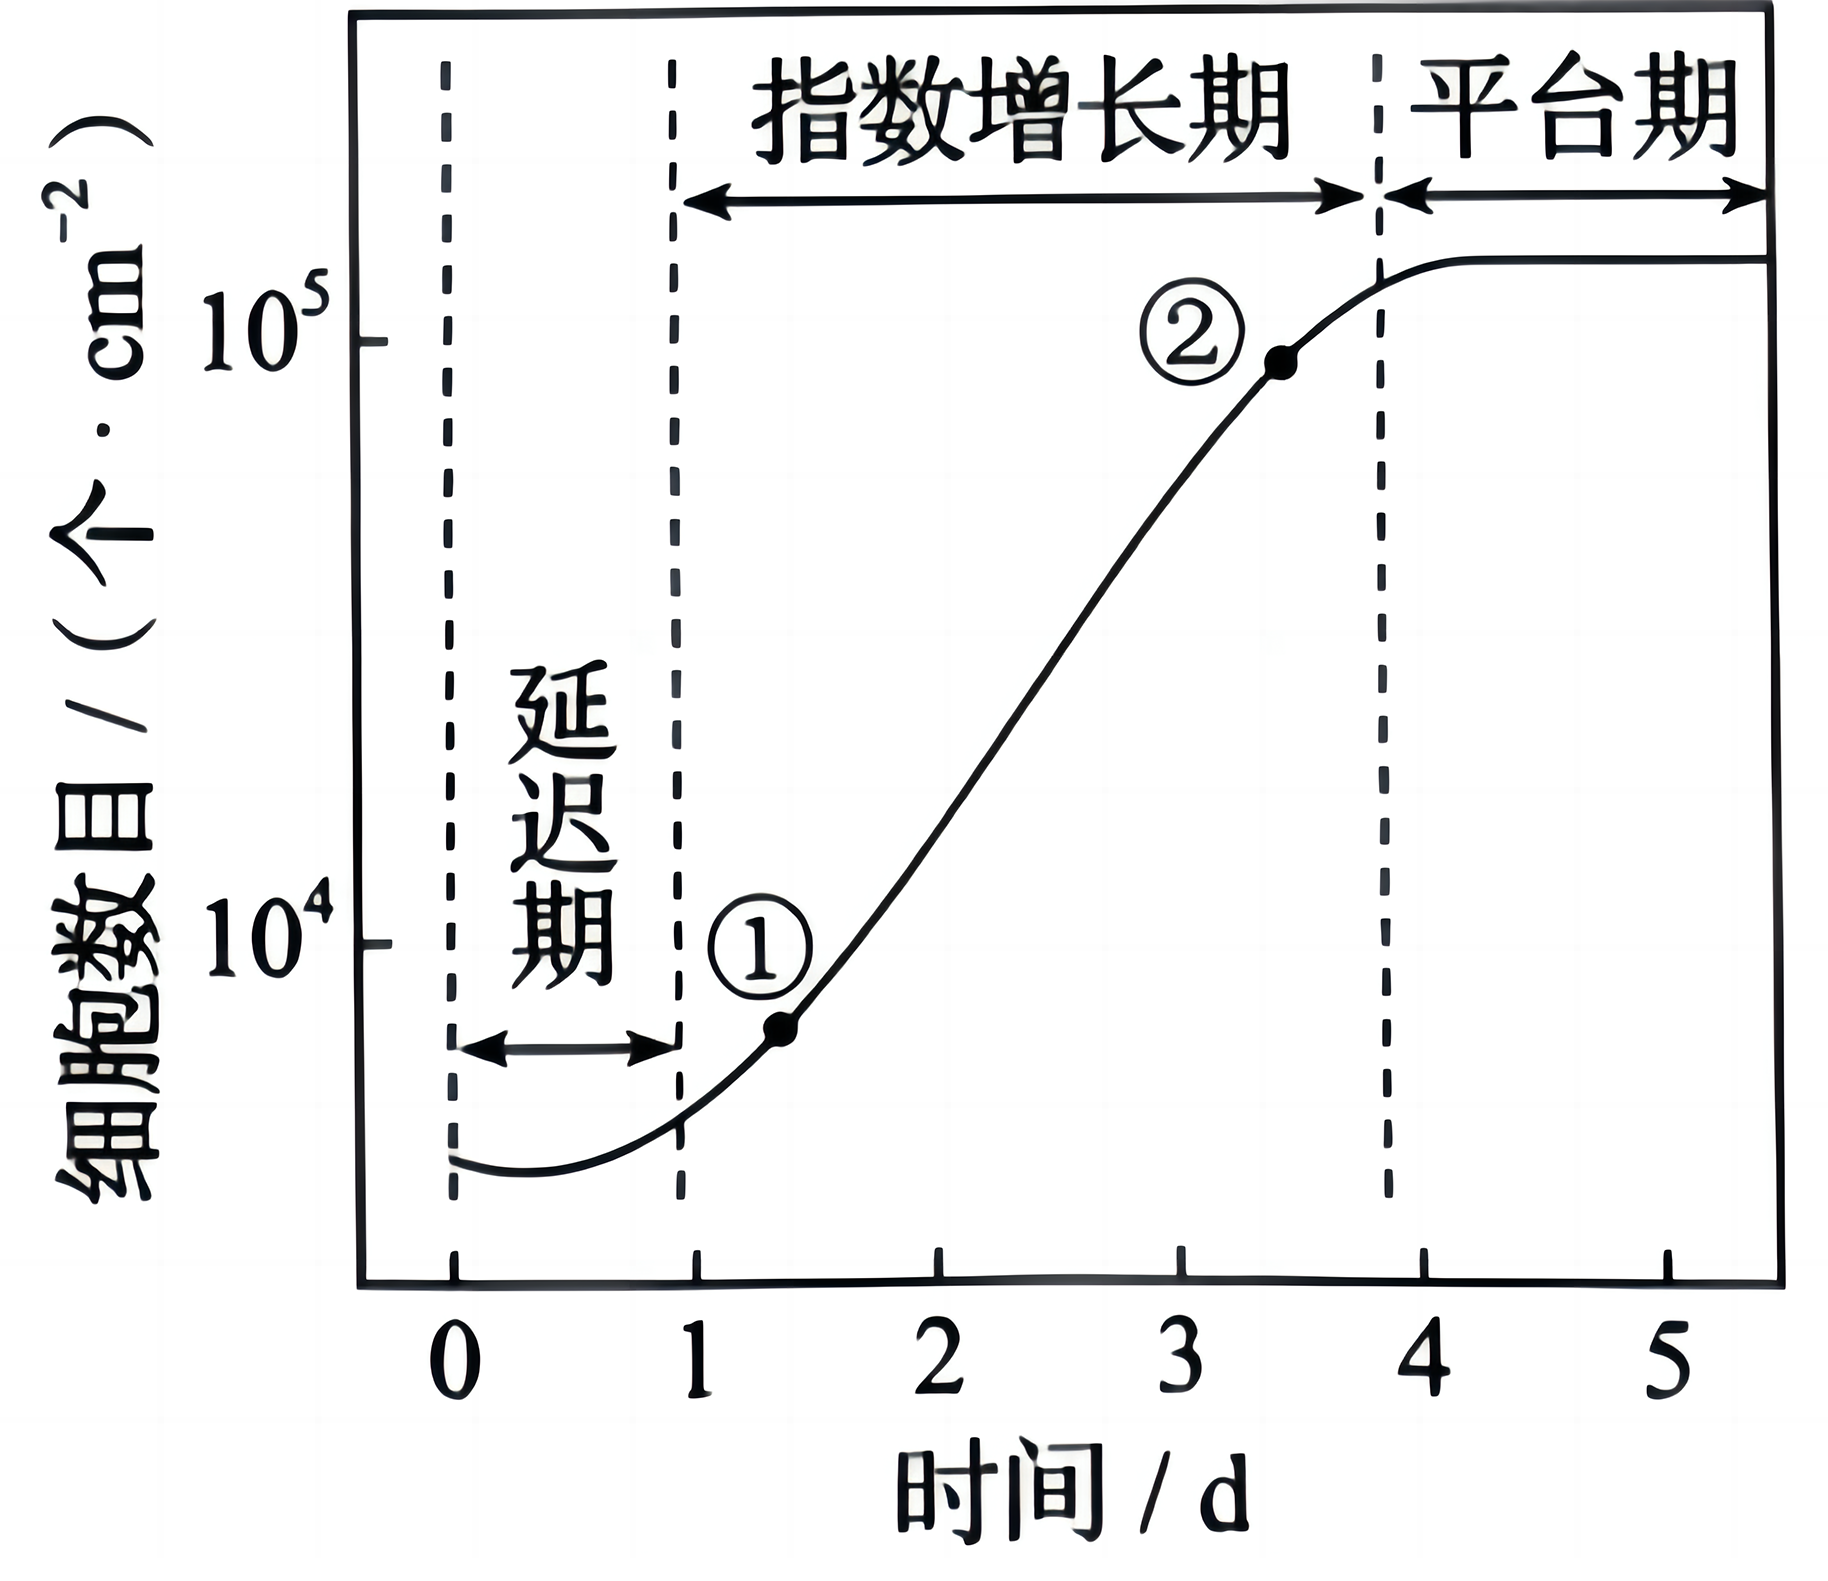 指数增长期 平台期
细胞数目/(个·cm⁻²)
10⁵
②
延迟期
10⁴
①
0 1 2 3 4 5
时间/d